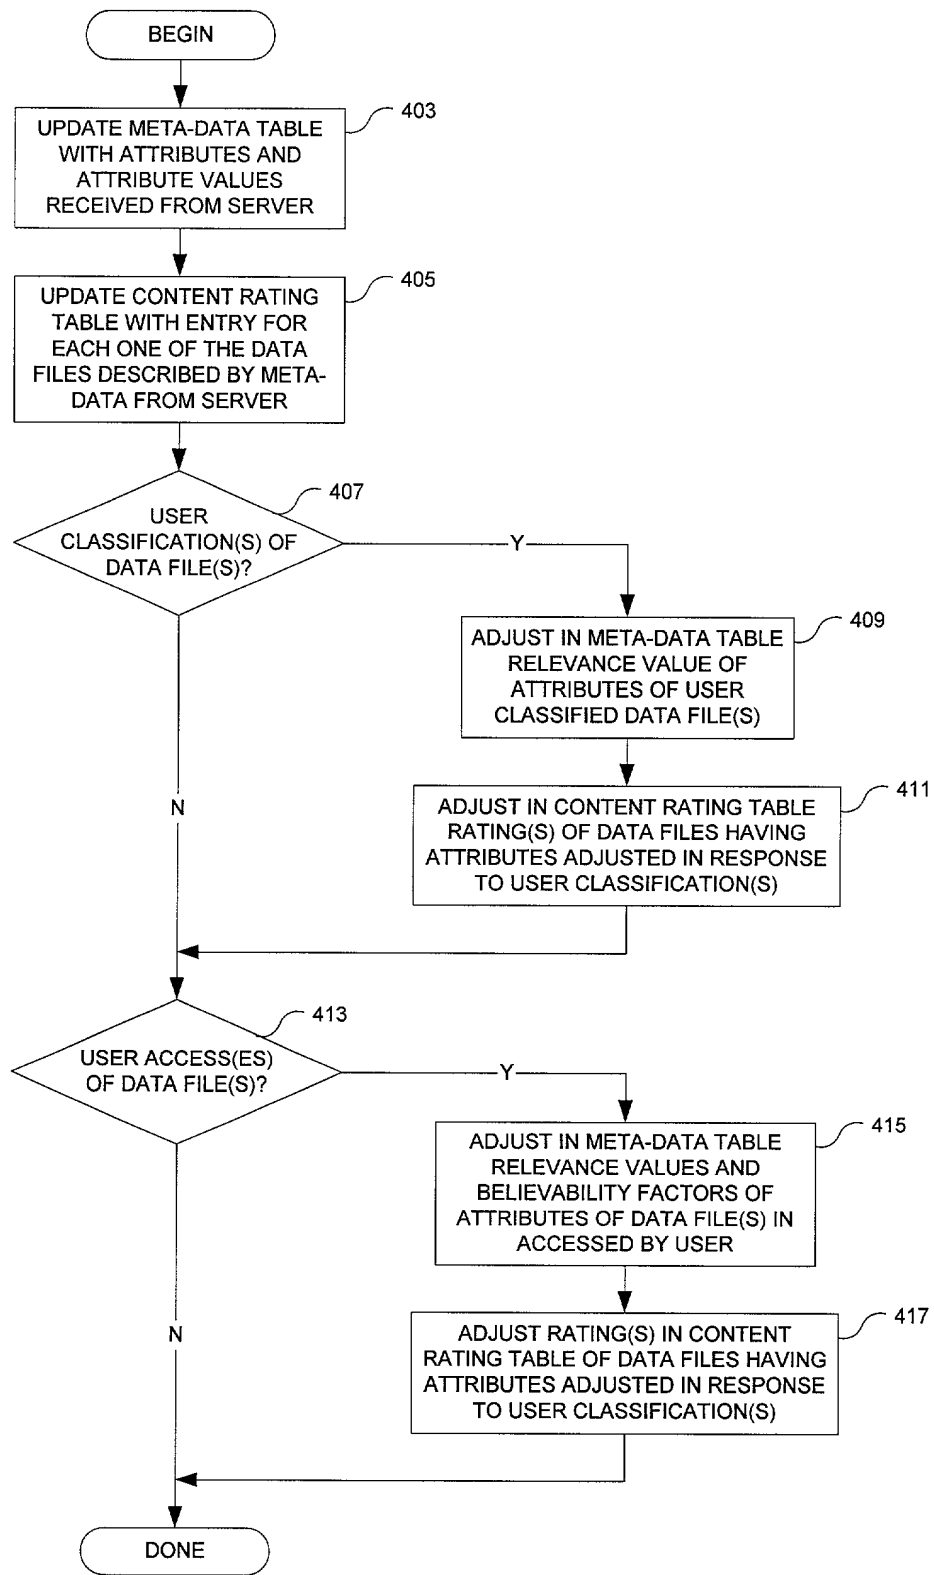 BEGIN
403
UPDATE META-DATA TABLE
WITH ATTRIBUTES AND
ATTRIBUTE VALUES
RECEIVED FROM SERVER
405
UPDATE CONTENT RATING
TABLE WITH ENTRY FOR
EACH ONE OF THE DATA
FILES DESCRIBED BY META-
DATA FROM SERVER
407
USER
CLASSIFICATION(S) OF
DATA FILE(S)?
Y
409
ADJUST IN META-DATA TABLE
RELEVANCE VALUE OF
ATTRIBUTES OF USER
CLASSIFIED DATA FILE(S)
N
411
ADJUST IN CONTENT RATING TABLE
RATING(S) OF DATA FILES HAVING
ATTRIBUTES ADJUSTED IN RESPONSE
TO USER CLASSIFICATION(S)
413
USER ACCESS(ES)
OF DATA FILE(S)?
Y
415
ADJUST IN META-DATA TABLE
RELEVANCE VALUES AND
BELIEVABILITY FACTORS OF
ATTRIBUTES OF DATA FILE(S) IN
ACCESSED BY USER
N
417
ADJUST RATING(S) IN CONTENT
RATING TABLE OF DATA FILES HAVING
ATTRIBUTES ADJUSTED IN RESPONSE
TO USER CLASSIFICATION(S)
DONE